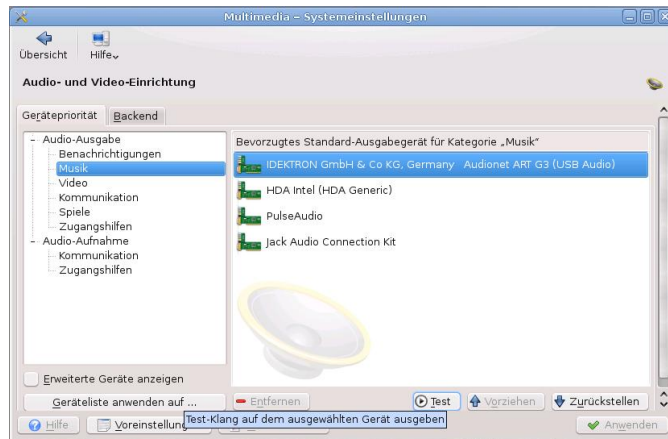 Multimedia – Systemeinstellungen
Übersicht
Hilfe
Audio- und Video-Einrichtung
Gerätepriorität
Backend
Audio-Ausgabe
Benachrichtigungen
Musik
Video
Kommunikation
Spiele
Zugangshilfen
Audio-Aufnahme
Kommunikation
Zugangshilfen
Erweiterte Geräte anzeigen
Geräteliste anwenden auf ...
Bevorzugtes Standard-Ausgabegerät für Kategorie „Musik“
IDEKTRON GmbH & Co KG, Germany Audionet ART G3 (USB Audio)
HDA Intel (HDA Generic)
PulseAudio
Jack Audio Connection Kit
Entfernen
Test
Vorziehen
Zurückstellen
Test-Klang auf dem ausgewählten Gerät ausgeben
Hilfe
Voreinstellun
Anwenden